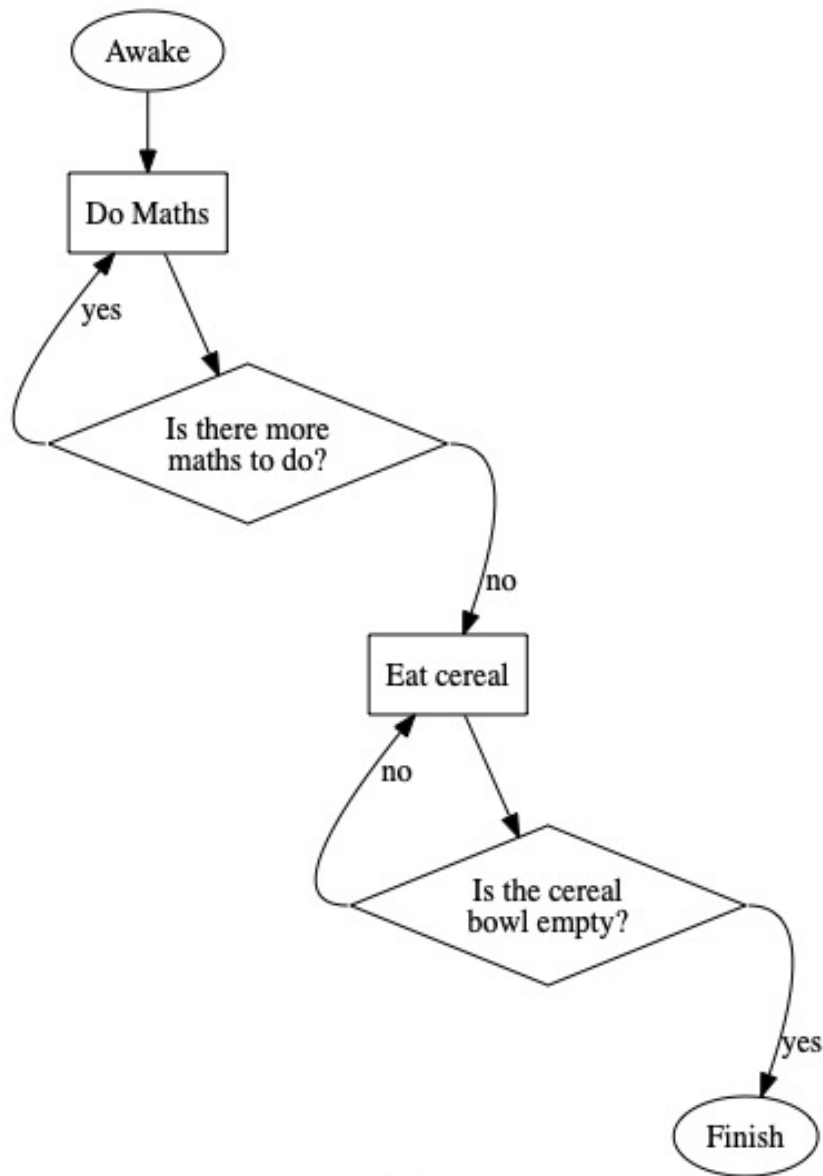 Awake
Do Maths
yes
Is there more
maths to do?
no
Eat cereal
no
Is the cereal
bowl empty?
yes
Finish